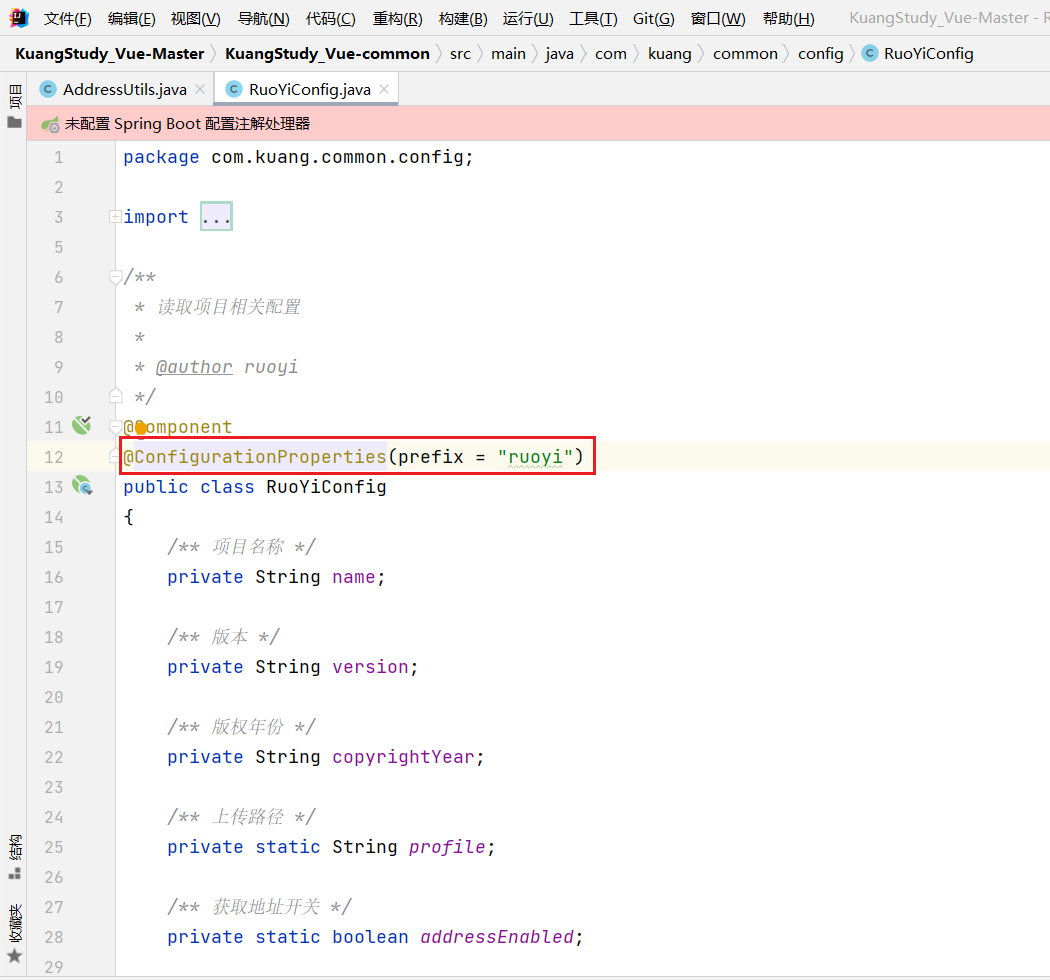 文件(F) 编辑(E) 视图(V) 导航(N) 代码(C) 重构(R) 构建(B) 运行(U) 工具(T) Git(G) 窗口(W) 帮助(H) KuangStudy_Vue-Master -
KuangStudy_Vue-Master KuangStudy_Vue-common src main java com kuang common config C RuoYiConfig
项目
C AddressUtils.java × C RuoYiConfig.java ×
未配置 Spring Boot 配置注解处理器
1 package com.kuang.common.config;
2
3 import ...
5
6 /**
7 * 读取项目相关配置
8 *
9 * @author ruoyi
10 */
11 @Component
12 @ConfigurationProperties(prefix = "ruoyi")
13 public class RuoYiConfig
14 {
15 /** 项目名称 */
16 private String name;
17
18 /** 版本 */
19 private String version;
20
21 /** 版权年份 */
22 private String copyrightYear;
23
24 /** 上传路径 */
25 private static String profile;
26
27 /** 获取地址开关 */
28 private static boolean addressEnabled;
29
结构
收藏夹